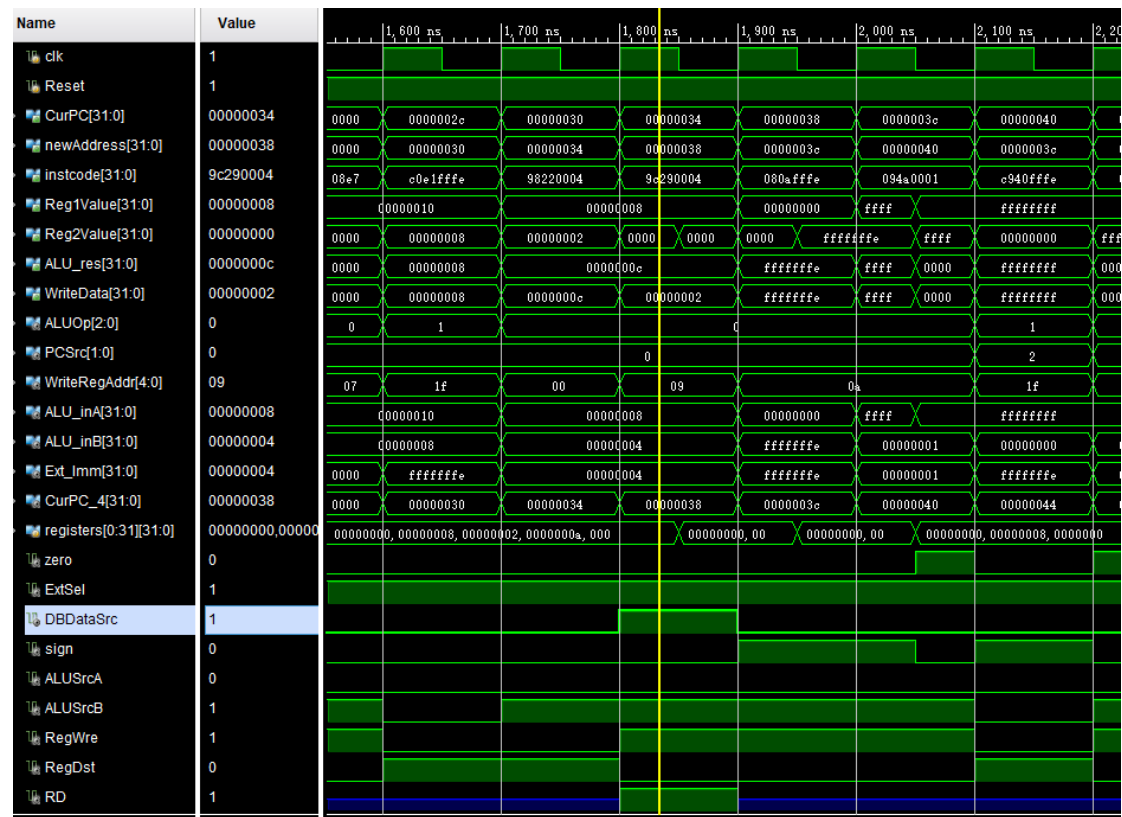 Name Value 1,600 ns 1,700 ns 1,800 ns 1,900 ns 2,000 ns 2,100 ns 2,20
clk 1
Reset 1
CurPC[31:0] 00000034 0000 0000002c 00000030 00000034 00000038 0000003c 00000040
newAddress[31:0] 00000038 0000 00000030 00000034 00000038 0000003c 00000040 0000003c
instcode[31:0] 9c290004 08e7 c0e1fffe 98220004 9c290004 080afffe 094a0001 c940fffe
Reg1Value[31:0] 00000008 00000010 00000008 00000000 ffff ffffffff
Reg2Value[31:0] 00000000 0000 00000008 00000002 0000 0000 0000 fffffffe ffff 00000000 fff
ALU_res[31:0] 0000000c 0000 00000008 0000000c fffffffe ffff 0000 ffffffff 000
WriteData[31:0] 00000002 0000 00000008 0000000c 00000002 fffffffe ffff 0000 ffffffff 000
ALUOp[2:0] 0 0 1 0 1
PCSrc[1:0] 0 0 2
WriteRegAddr[4:0] 09 07 1f 00 09 0a 1f
ALU_inA[31:0] 00000008 00000010 00000008 00000000 ffff ffffffff
ALU_inB[31:0] 00000004 00000008 00000004 fffffffe 00000001 00000000
Ext_Imm[31:0] 00000004 0000 fffffffe 00000004 fffffffe 00000001 fffffffe
CurPC_4[31:0] 00000038 0000 00000030 00000034 00000038 0000003c 00000040 00000044
registers[0:31][31:0] 00000000,00000 00000000, 00000008, 00000002, 0000000a, 000 00000000, 00 00000000, 00 00000000, 00000008, 0000000
zero 0
ExtSel 1
DBDataSrc 1
sign 0
ALUSrcA 0
ALUSrcB 1
RegWre 1
RegDst 0
RD 1